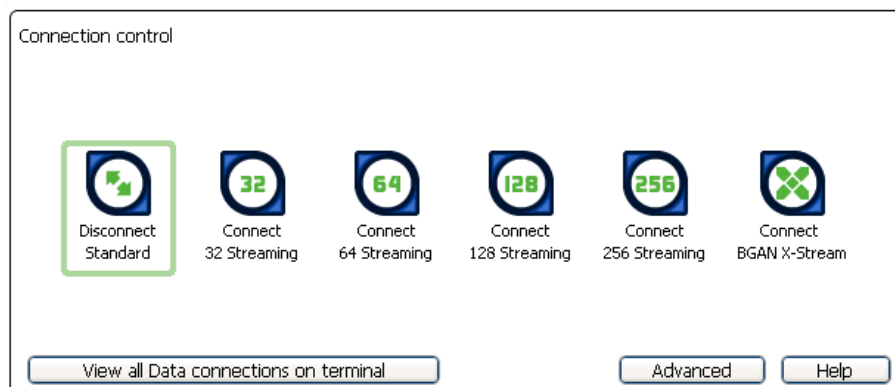 Connection control
32
64
128
256
Disconnect
Standard
Connect
32 Streaming
Connect
64 Streaming
Connect
128 Streaming
Connect
256 Streaming
Connect
BGAN X-Stream
View all Data connections on terminal
Advanced
Help